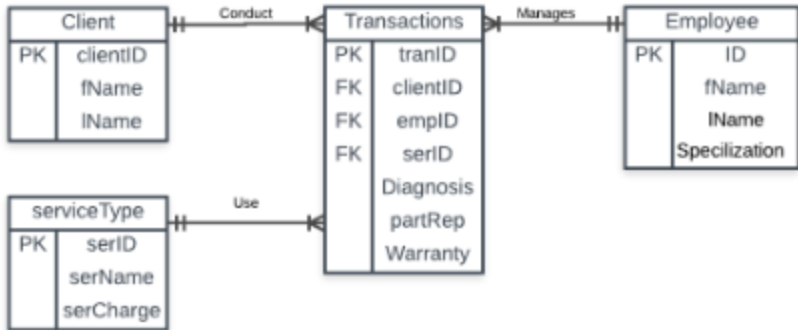 Client
PK clientID
fName
lName
Conduct
Transactions
PK tranID
FK clientID
FK empID
FK serID
Diagnosis
partRep
Warranty
Manages
Employee
PK ID
fName
lName
Specilization
serviceType
PK serID
serName
serCharge
Use